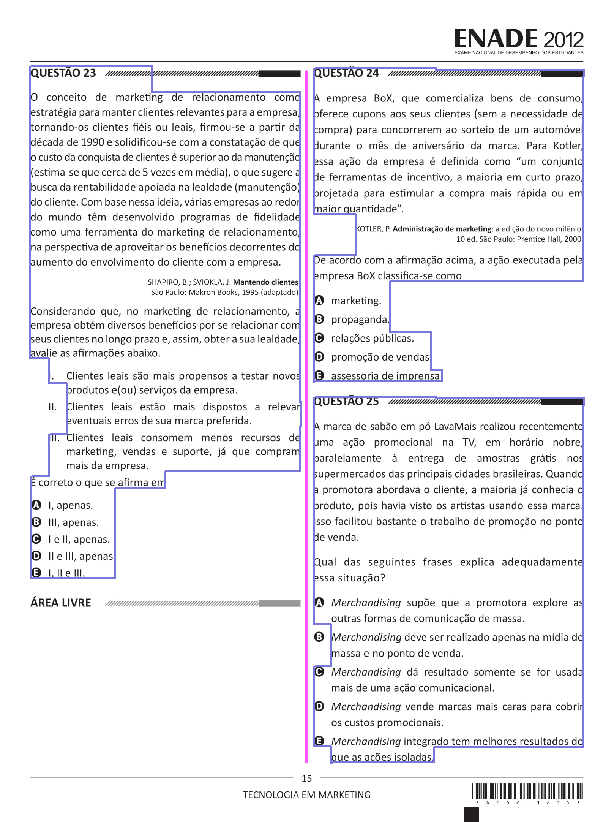 ENADE 2012
EXAME NACIONAL DE DESEMPENHO DOS ESTUDANTES
QUESTÃO 23
O conceito de marketing de relacionamento como
estratégia para manter clientes relevantes para a empresa,
tornando-os clientes fiéis ou leais, firmou-se a partir da
década de 1990 e solidificou-se com a constatação de que
o custo da conquista de clientes é superior ao da manutenção
(estima-se que cerca de 5 vezes em média), o que sugere a
busca da rentabilidade apoiada na lealdade (manutenção)
do cliente. Com base nessa ideia, várias empresas ao redor
do mundo têm desenvolvido programas de fidelidade
como uma ferramenta do marketing de relacionamento,
na perspectiva de aproveitar os benefícios decorrentes do
aumento do envolvimento do cliente com a empresa.
SHAPIRO, B.; SVIOKLA, J. Mantendo clientes.
São Paulo: Makron Books, 1995 (adaptado)
Considerando que, no marketing de relacionamento, a
empresa obtém diversos benefícios por se relacionar com
seus clientes no longo prazo e, assim, obter a sua lealdade,
avalie as afirmações abaixo.
I. Clientes leais são mais propensos a testar novos
produtos e(ou) serviços da empresa.
II. Clientes leais estão mais dispostos a relevar
eventuais erros de sua marca preferida.
III. Clientes leais consomem menos recursos de
marketing, vendas e suporte, já que compram
mais da empresa.
É correto o que se afirma em
A I, apenas.
B III, apenas.
C I e II, apenas.
D II e III, apenas
E I, II e III.
ÁREA LIVRE
QUESTÃO 24
A empresa BoX, que comercializa bens de consumo,
oferece cupons aos seus clientes (sem a necessidade de
compra) para concorrerem ao sorteio de um automóvel
durante o mês de aniversário da marca. Para Kotler,
essa ação da empresa é definida como “um conjunto
de ferramentas de incentivo, a maioria em curto prazo,
projetada para estimular a compra mais rápida ou em
maior quantidade”.
KOTLER, P. Administração de marketing: a edição do novo milênio
10 ed. São Paulo: Prentice Hall, 2000
De acordo com a afirmação acima, a ação executada pela
empresa BoX classifica-se como
A marketing.
B propaganda.
C relações públicas.
D promoção de vendas
E assessoria de imprensa
QUESTÃO 25
A marca de sabão em pó LavaMais realizou recentemente
uma ação promocional na TV, em horário nobre,
paralelamente à entrega de amostras grátis nos
supermercados das principais cidades brasileiras. Quando
a promotora abordava o cliente, a maioria já conhecia o
produto, pois havia visto os artistas usando essa marca.
Isso facilitou bastante o trabalho de promoção no ponto
de venda.
Qual das seguintes frases explica adequadamente
essa situação?
A Merchandising supõe que a promotora explore as
outras formas de comunicação de massa.
B Merchandising deve ser realizado apenas na mídia de
massa e no ponto de venda.
C Merchandising dá resultado somente se for usada
mais de uma ação comunicacional.
D Merchandising vende marcas mais caras para cobrir
os custos promocionais.
E Merchandising integrado tem melhores resultados do
que as ações isoladas.
15
TECNOLOGIA EM MARKETING